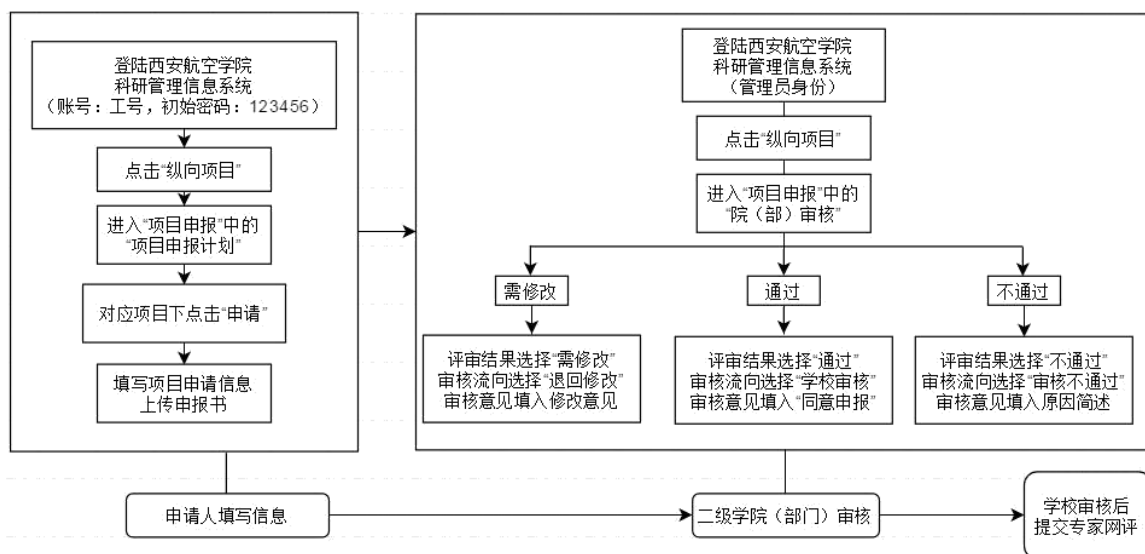 登陆西安航空学院
科研管理信息系统
（账号：工号，初始密码：123456）
点击“纵向项目”
进入“项目申报”中的
“项目申报计划”
对应项目下点击“申请”
填写项目申请信息
上传申报书
登陆西安航空学院
科研管理信息系统
（管理员身份）
点击“纵向项目”
进入“项目申报”中的
“院（部）审核”
需修改
通过
不通过
评审结果选择“需修改”
审核流向选择“退回修改”
审核意见填入修改意见
评审结果选择“通过”
审核流向选择“学校审核”
审核意见填入“同意申报”
评审结果选择“不通过”
审核流向选择“审核不通过”
审核意见填入原因简述
申请人填写信息
二级学院（部门）审核
学校审核后
提交专家网评